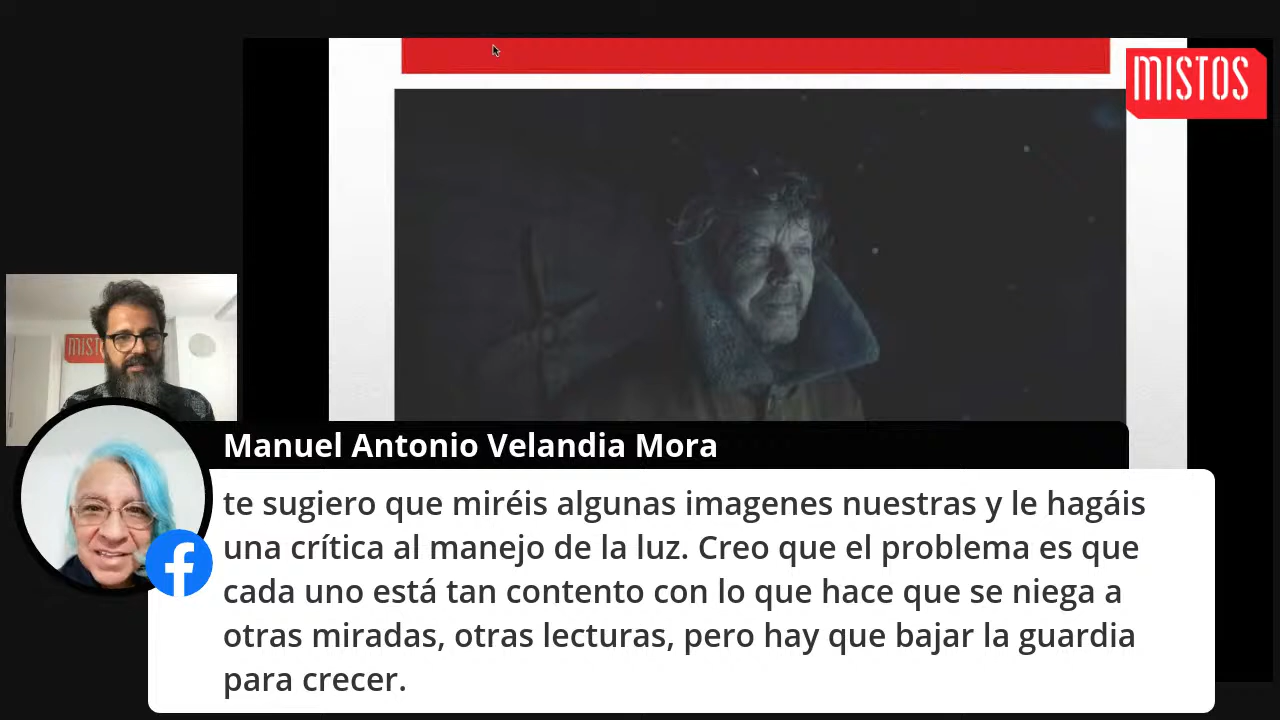 MISTOS
MISTO
Manuel Antonio Velandia Mora
te sugiero que miréis algunas imagenes nuestras y le hagáis
una crítica al manejo de la luz. Creo que el problema es que
cada uno está tan contento con lo que hace que se niega a
otras miradas, otras lecturas, pero hay que bajar la guardia
para crecer.